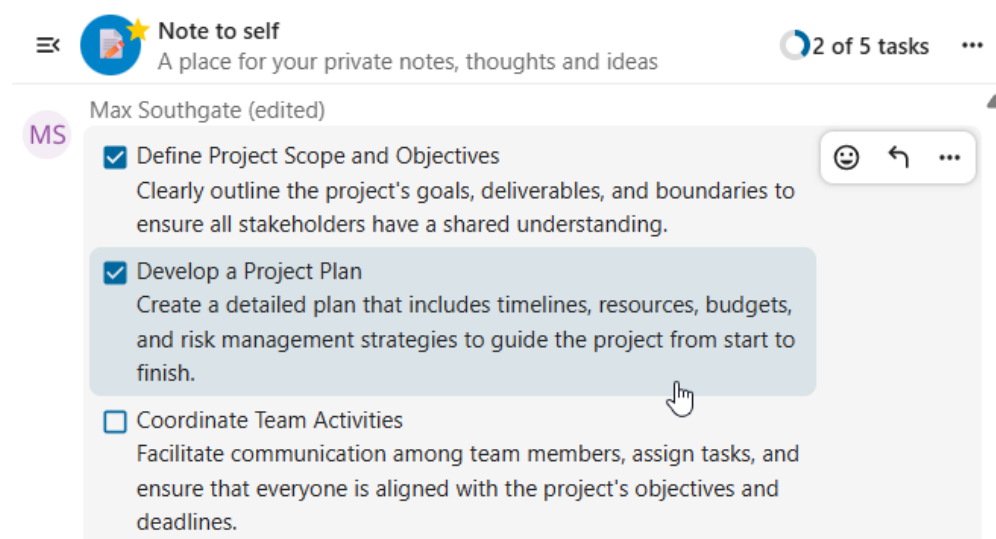 Note to self
2 of 5 tasks
A place for your private notes, thoughts and ideas
Max Southgate (edited)
MS
Define Project Scope and Objectives
Clearly outline the project's goals, deliverables, and boundaries to
ensure all stakeholders have a shared understanding.
Develop a Project Plan
Create a detailed plan that includes timelines, resources, budgets,
and risk management strategies to guide the project from start to
finish.
Coordinate Team Activities
Facilitate communication among team members, assign tasks, and
ensure that everyone is aligned with the project's objectives and
deadlines.